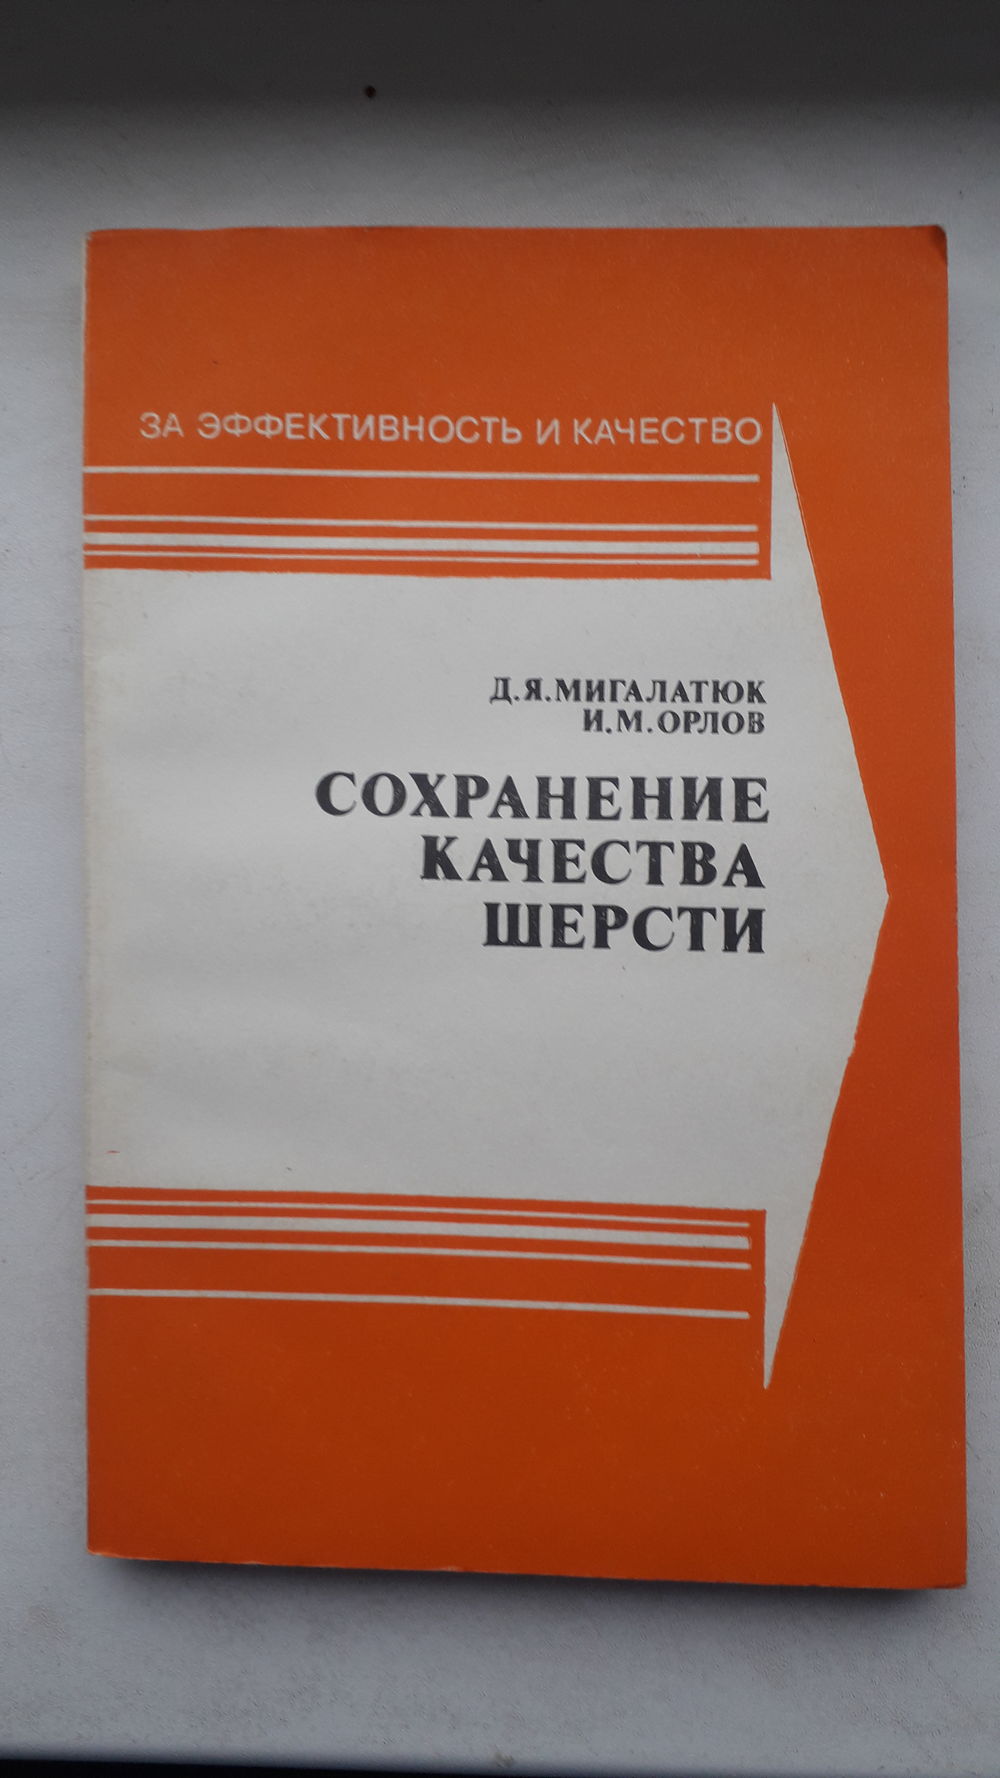 ЗА ЭФФЕКТИВНОСТЬ И КАЧЕСТВО
Д.Я.МИГАЛАТЮК
И.М.ОРЛОВ
СОХРАНЕНИЕ
КАЧЕСТВА
ШЕРСТИ